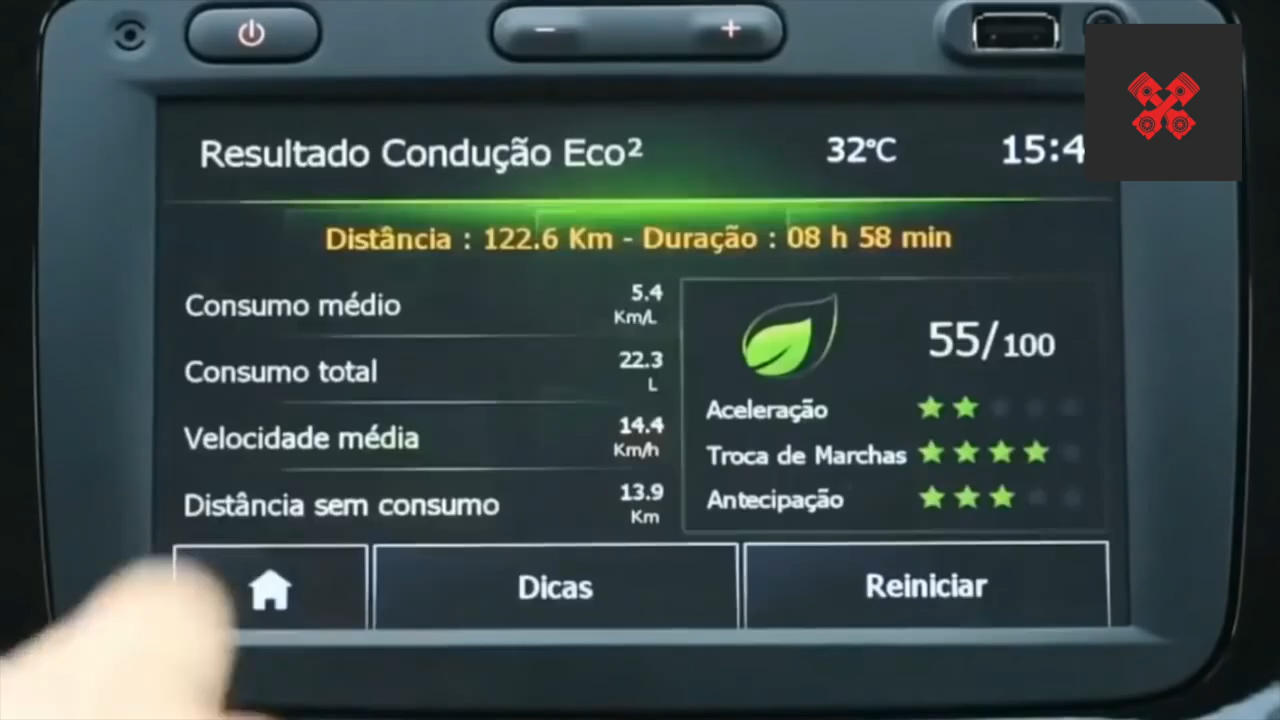 Resultado Condução Eco² 32°C 15:4
Distância : 122.6 Km - Duração : 08 h 58 min
Consumo médio 5.4 Km/L
Consumo total 22.3 L
Velocidade média 14.4 Km/h
Distância sem consumo 13.9 Km
55/100
Aceleração
Troca de Marchas
Antecipação
Dicas
Reiniciar